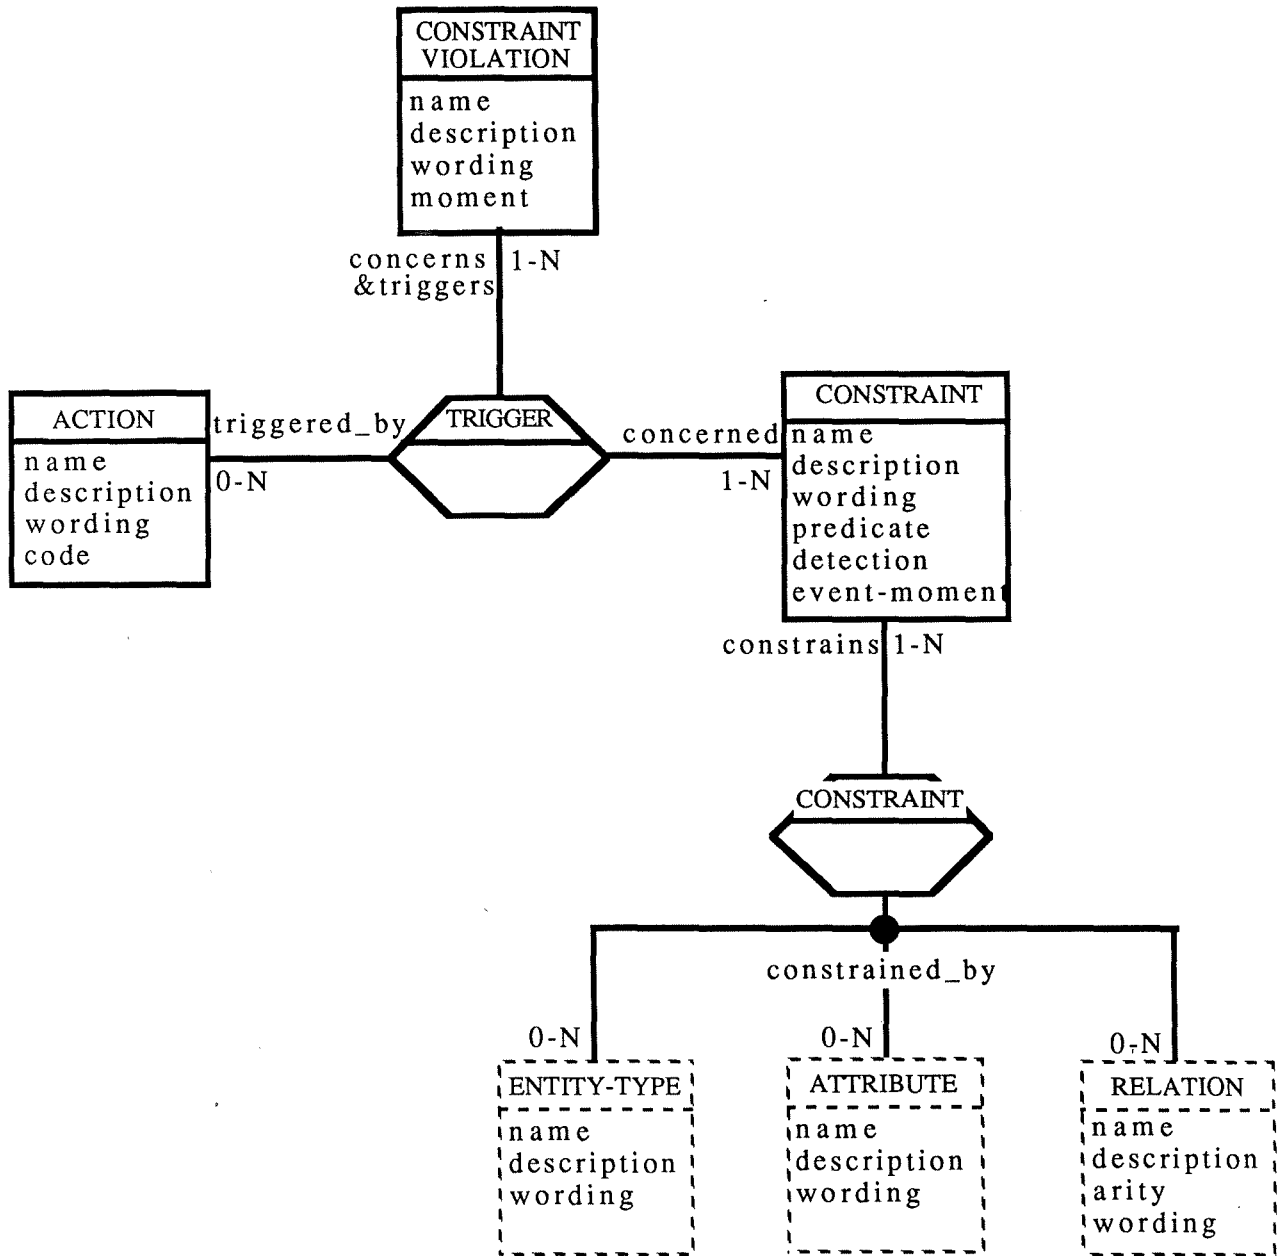 CONSTRAINT
VIOLATION
name
description
wording
moment
concerns
&triggers
1-N
ACTION
name
description
wording
code
triggered_by
0-N
TRIGGER
concerned
1-N
CONSTRAINT
name
description
wording
predicate
detection
event-moment
constrains
1-N
CONSTRAINT
constrained_by
0-N
0-N
0-N
ENTITY-TYPE
name
description
wording
ATTRIBUTE
name
description
wording
RELATION
name
description
arity
wording